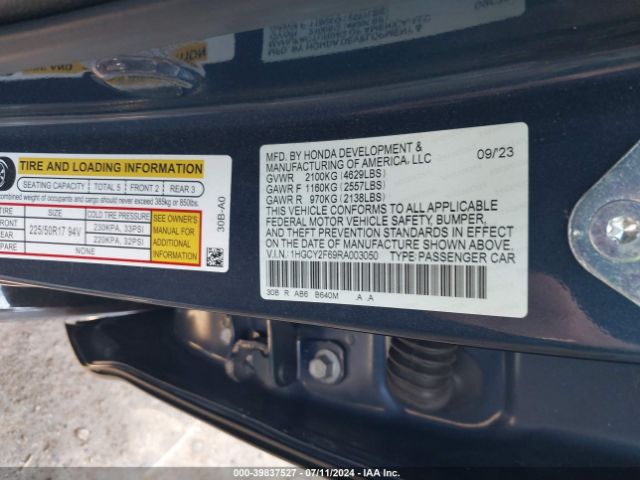 TIRE AND LOADING INFORMATION
SEATING CAPACITY TOTAL 5 FRONT 2 REAR 3
combined weight of occupants and cargo should never exceed 385kg or 850lbs.
TIRE SIZE COLD TIRE PRESSURE SEE OWNER'S MANUAL FOR ADDITIONAL INFORMATION
225/50R17 94V
230KPA, 33PSI
REAR 220KPA, 32PSI
SPARE NONE
30B-A0
MFD. BY HONDA DEVELOPMENT & 09/23
MANUFACTURING OF AMERICA, LLC
GVWR 2100KG(4629LBS)
GAWR F 1160KG(2557LBS)
GAWR R 970KG(2138LBS)
THIS VEHICLE CONFORMS TO ALL APPLICABLE
FEDERAL MOTOR VEHICLE SAFETY, BUMPER,
AND THEFT PREVENTION STANDARDS IN EFFECT
ON THE DATE OF MANUFACTURE SHOWN ABOVE.
V.I.N.: 1HGCY2F69RA003050 TYPE PASSENGER CAR
30B R AB6 B640M .A .A
000-39837527 - 07/11/2024 - IAA Inc.